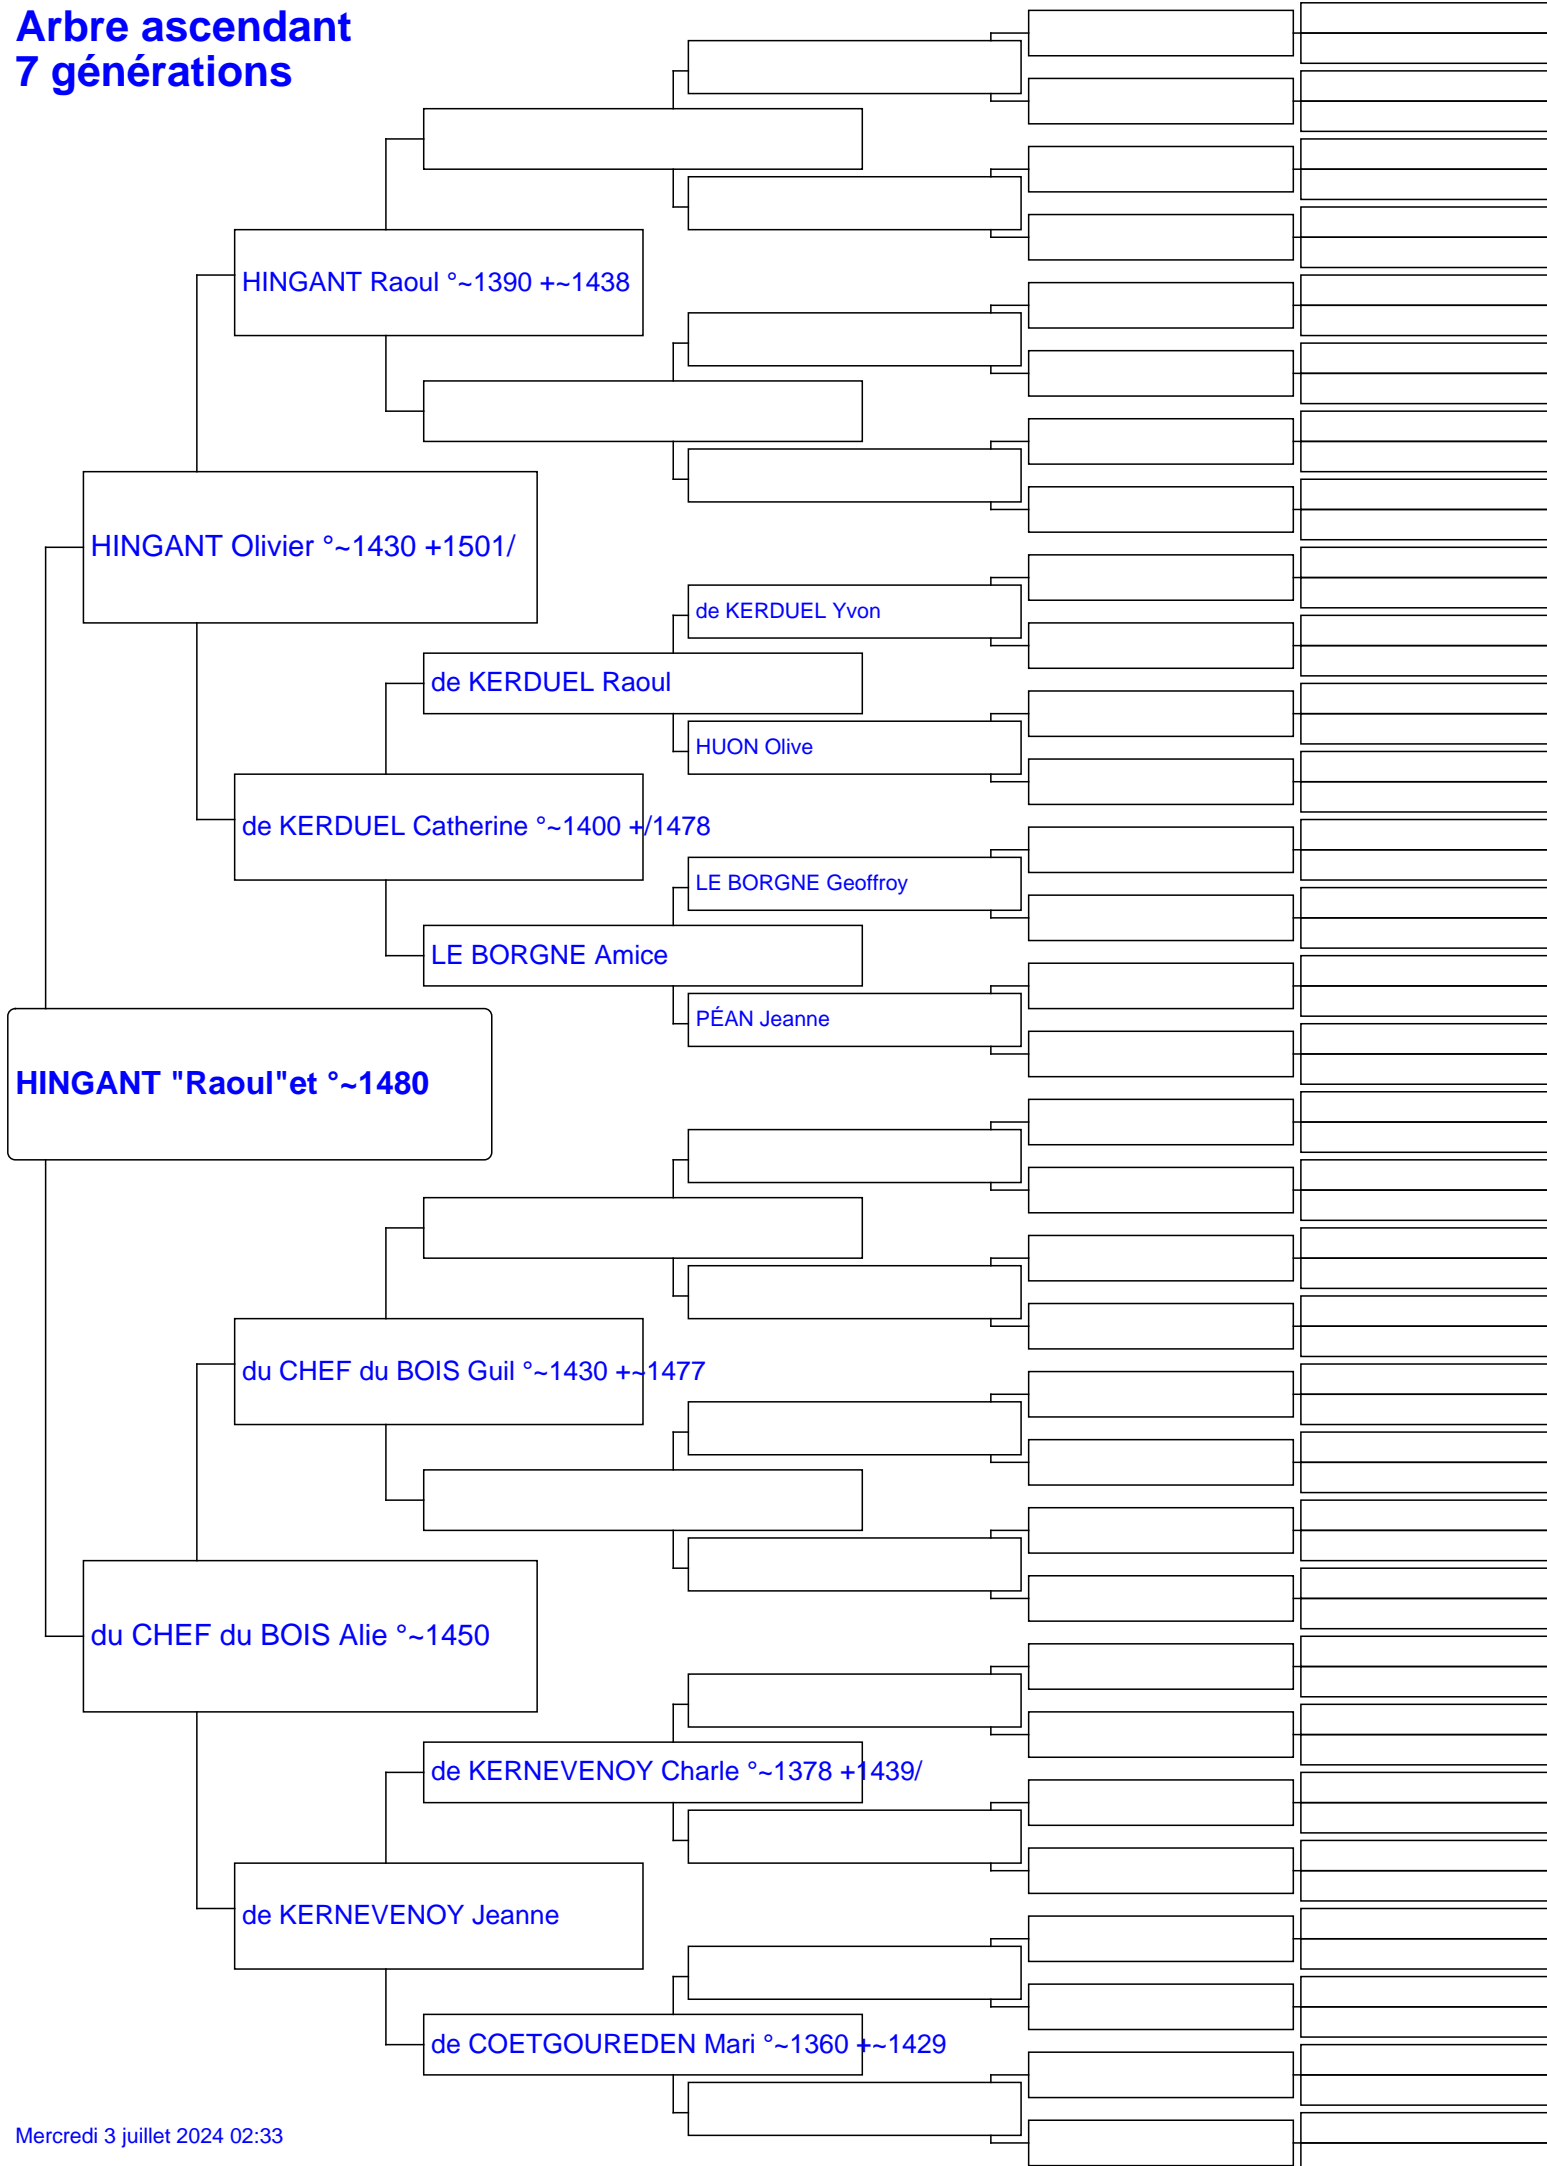 Arbre ascendant
7 générations
HINGANT Raoul °~1390 +~1438
HINGANT Olivier °~1430 +1501/
de KERDUEL Yvon
de KERDUEL Raoul
HUON Olive
de KERDUEL Catherine °~1400 +/1478
LE BORGNE Geoffroy
LE BORGNE Amice
PÉAN Jeanne
HINGANT "Raoul"et °~1480
du CHEF du BOIS Guil °~1430 +~1477
du CHEF du BOIS Alie °~1450
de KERNEVENOY Charle °~1378 +1439/
de KERNEVENOY Jeanne
de COETGOUREDEN Mari °~1360 +~1429
Mercredi 3 juillet 2024 02:33